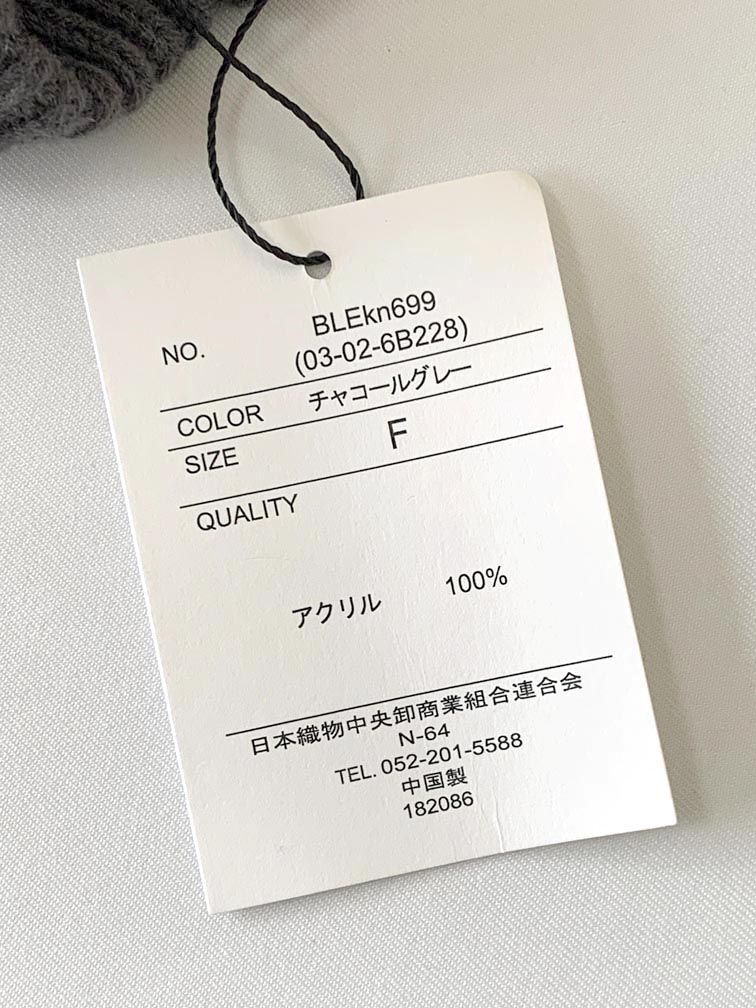 NO. BLEkn699
(03-02-6B228)
COLOR チャコールグレー
SIZE F
QUALITY
アクリル 100%
日本織物中央卸商業組合連合会
N-64
TEL. 052-201-5588
中国製
182086